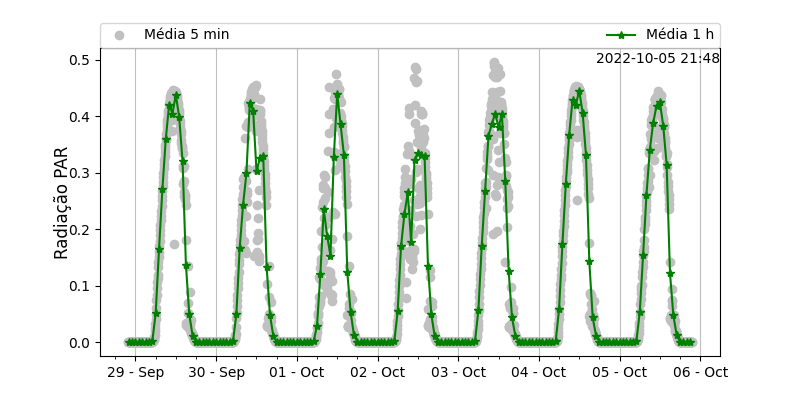 Média 5 min Média 1 h
2022-10-05 21:48
0.5
0.4
0.3
0.2
0.1
0.0
Radiação PAR
29 - Sep 30 - Sep 01 - Oct 02 - Oct 03 - Oct 04 - Oct 05 - Oct 06 - Oct